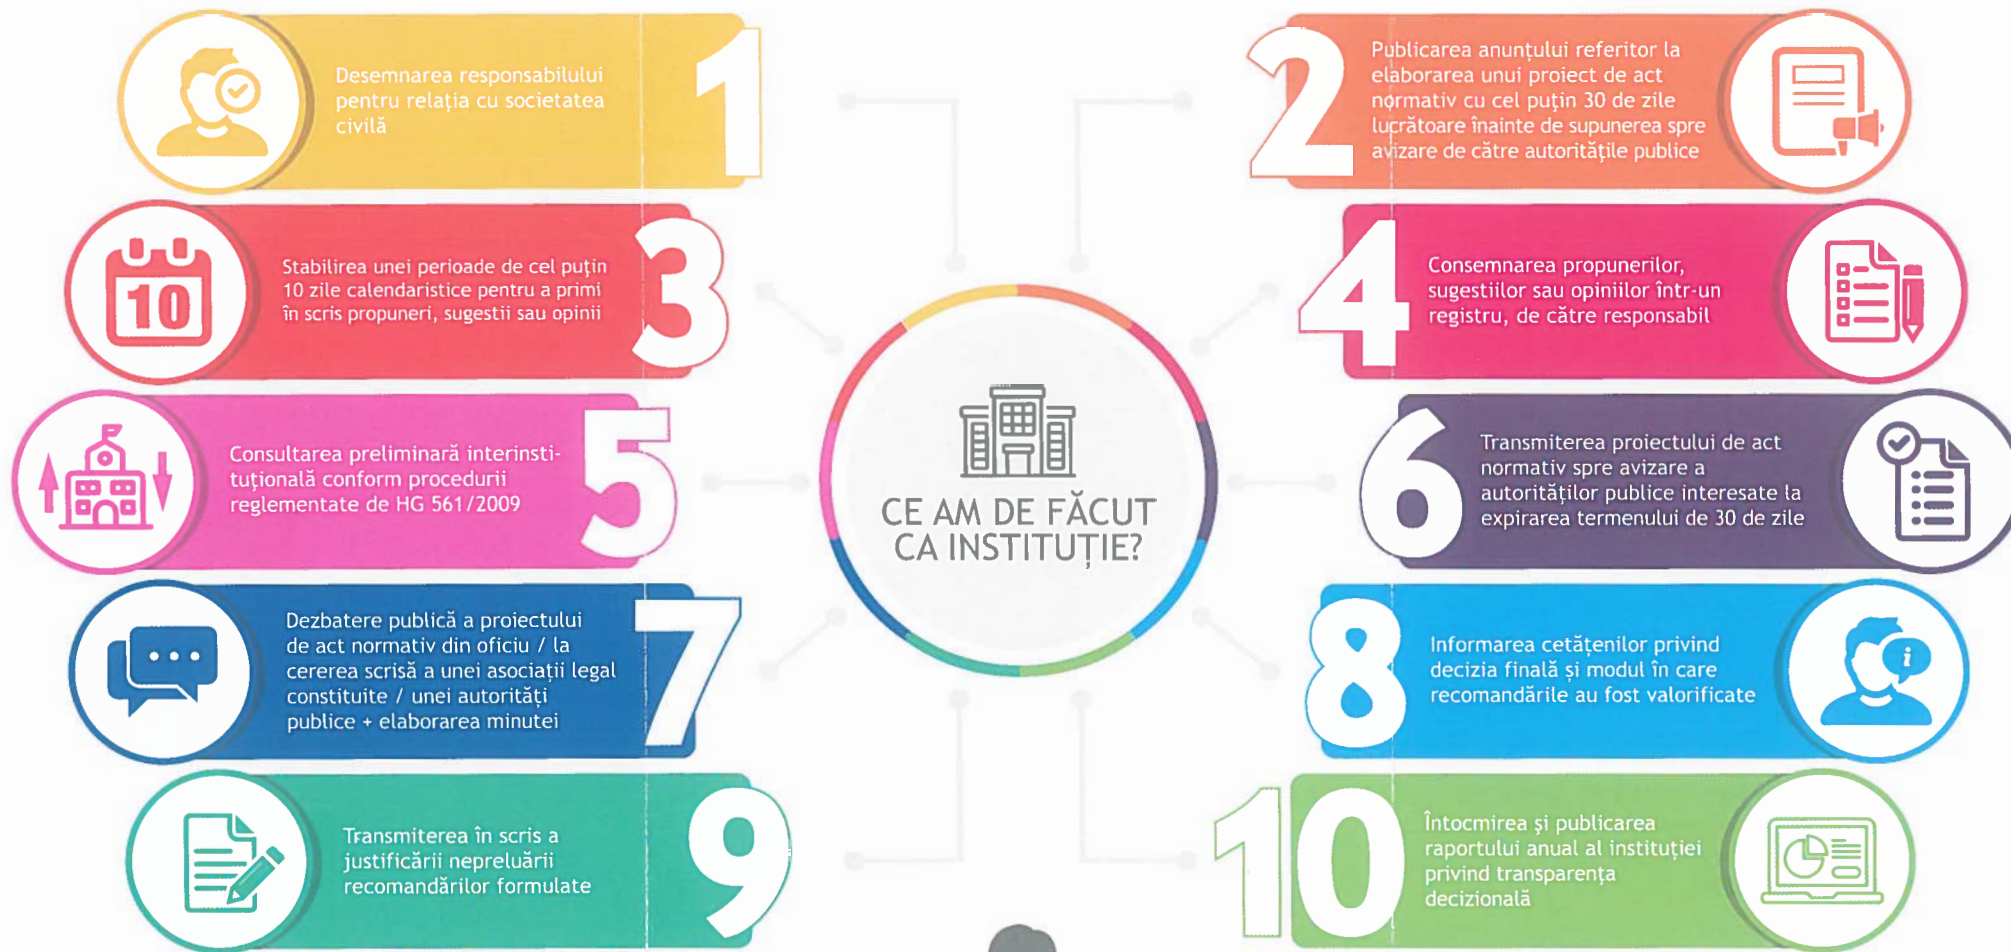 1
Desemnarea responsabilului
pentru relația cu societatea
civilă
2
Publicarea anunțului referitor la
elaborarea unui proiect de act
normativ cu cel puțin 30 de zile
lucrătoare înainte de supunerea spre
avizare de către autoritățile publice
3
10
Stabilirea unei perioade de cel puțin
10 zile calendaristice pentru a primi
în scris propuneri, sugestii sau opinii
4
Consemnarea propunerilor,
sugestiilor sau opiniilor într-un
registru, de către responsabil
5
Consultarea preliminară interinsti-
tuțională conform procedurii
reglementate de HG 561/2009
CE AM DE FĂCUT
CA INSTITUȚIE?
6
Transmiterea proiectului de act
normativ spre avizare a
autorităților publice interesate la
expirarea termenului de 30 de zile
7
Dezbatere publică a proiectului
de act normativ din oficiu / la
cererea scrisă a unei asociații legal
constituite / unei autorități
publice + elaborarea minutei
8
Informarea cetățenilor privind
decizia finală și modul în care
recomandările au fost valorificate
i
9
Transmiterea în scris a
justificării nepreluării
recomandărilor formulate
10
Întocmirea și publicarea
raportului anual al instituției
privind transparența
decizională